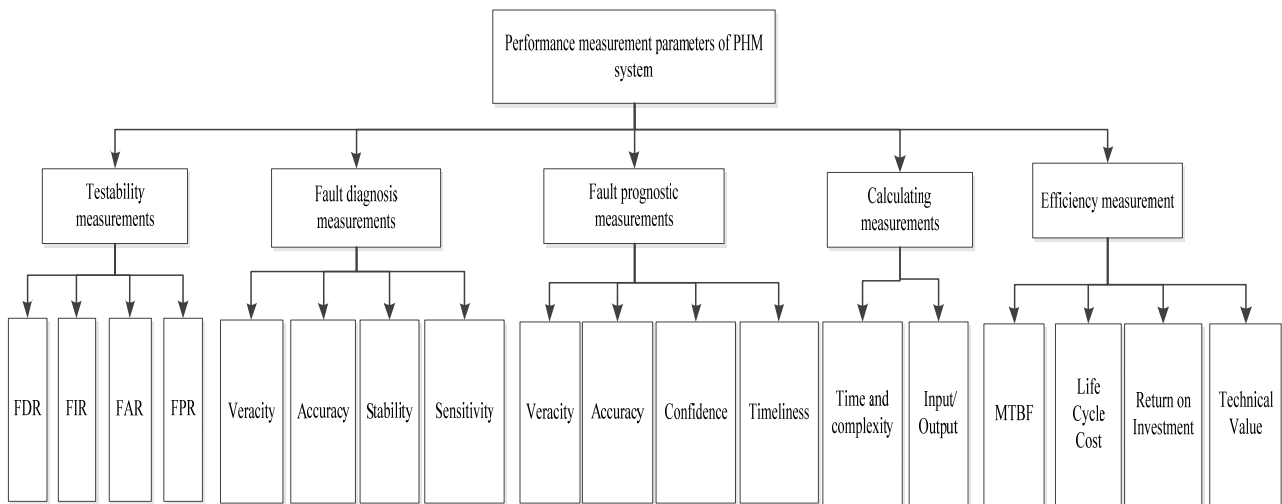 Performance measurement parameters of PHM
system
Testability
measurements
Fault diagnosis
measurements
Fault prognostic
measurements
Calculating
measurements
Efficiency measurement
FDR
FIR
FAR
FPR
Veracity
Accuracy
Stability
Sensitivity
Veracity
Accuracy
Confidence
Timeliness
Time and
complexity
Input/
Output
MTBF
Life
Cycle
Cost
Return on
Investment
Technical
Value